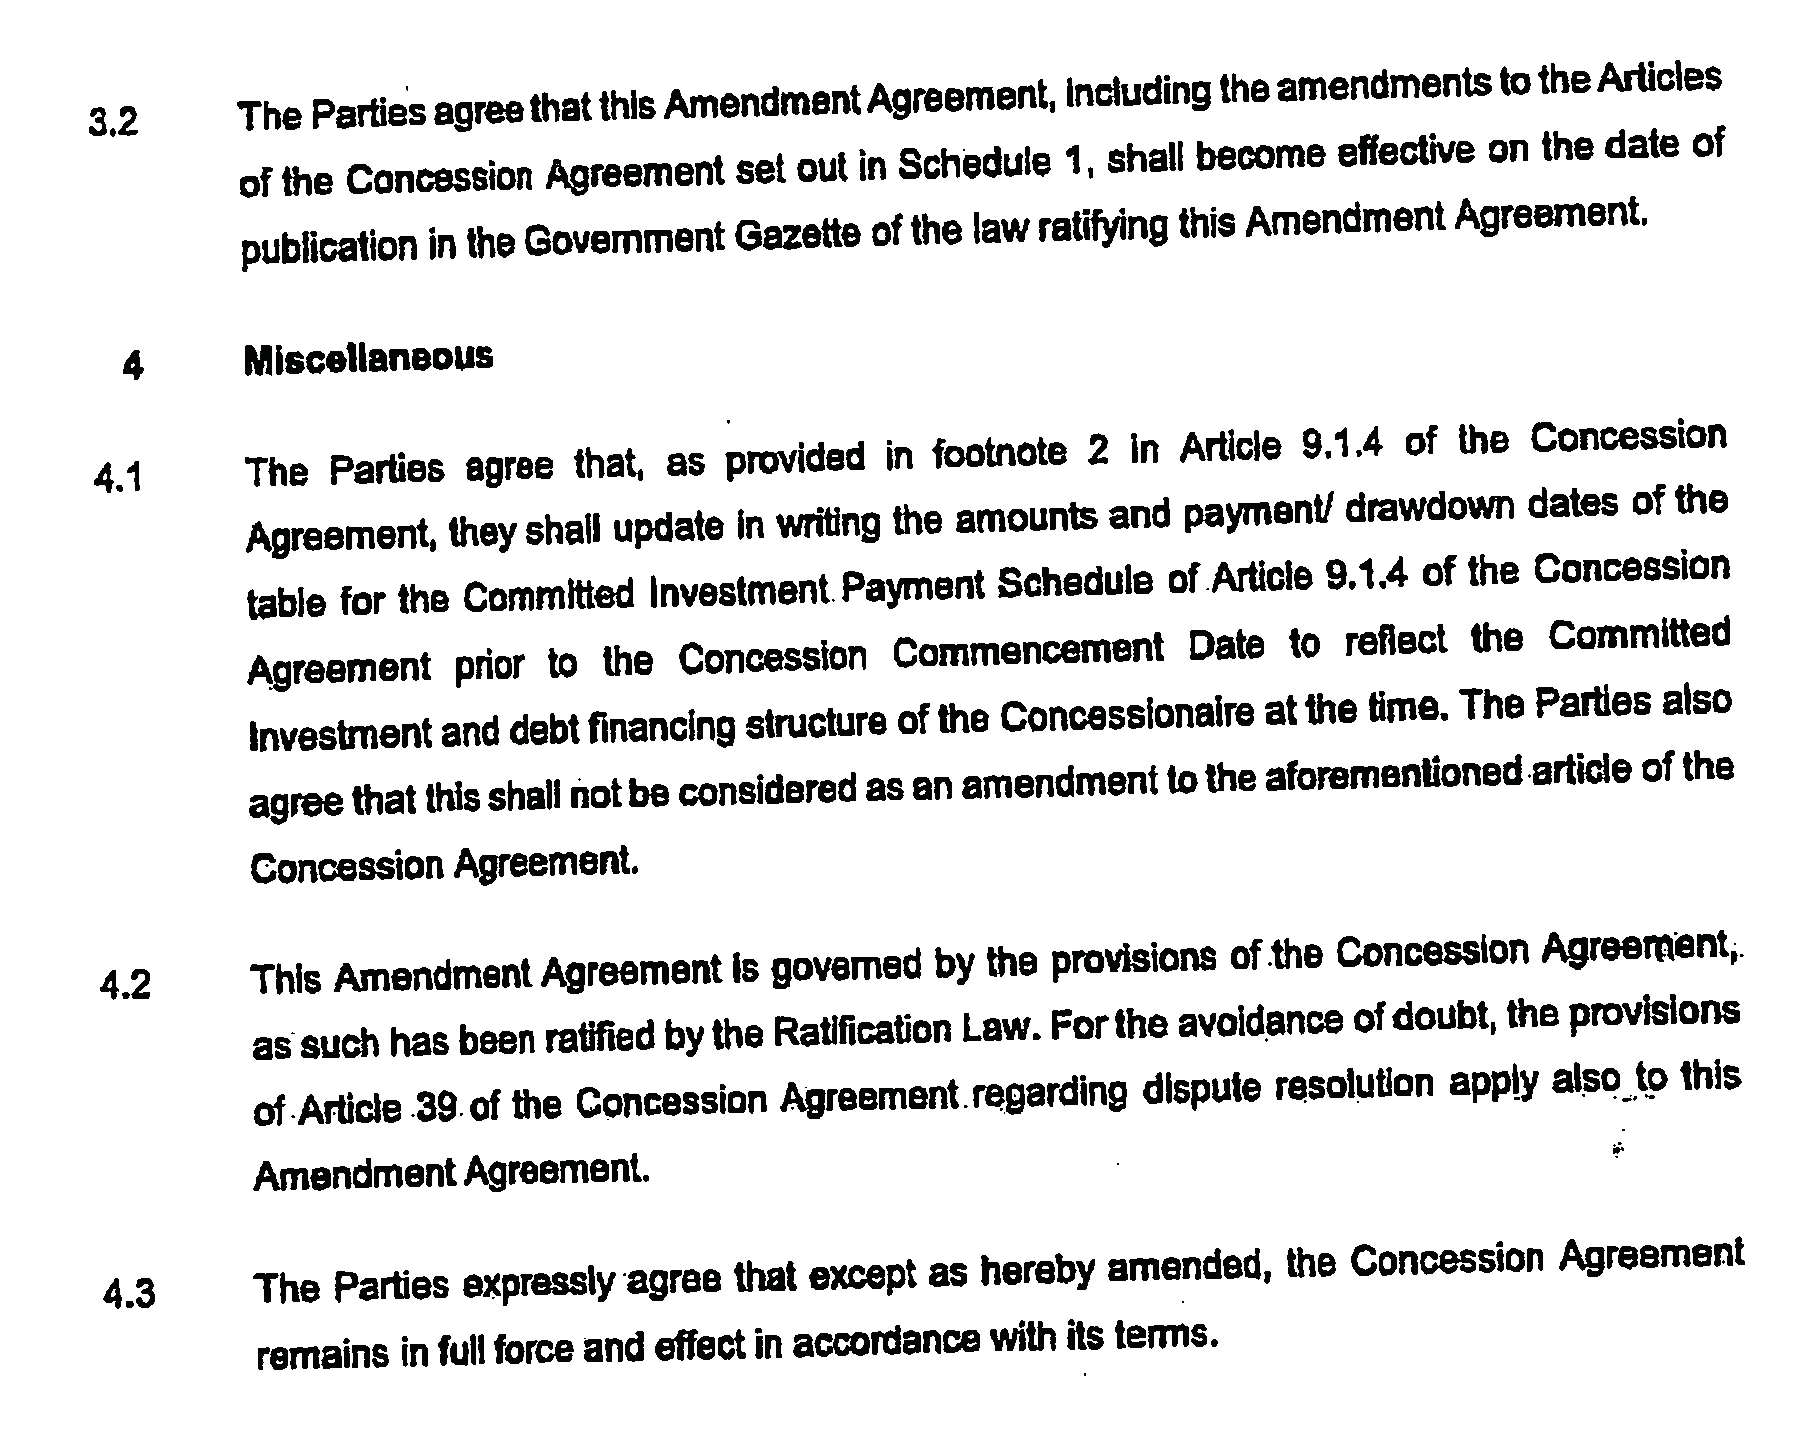 3.2 The Parties agree that this Amendment Agreement, including the amendments to the Articles
of the Concession Agreement set out in Schedule 1, shall become effective on the date of
publication in the Government Gazette of the law ratifying this Amendment Agreement.
4 Miscellaneous
4.1 The Parties agree that, as provided in footnote 2 in Article 9.1.4 of the Concession
Agreement, they shall update in writing the amounts and payment/ drawdown dates of the
table for the Committed Investment Payment Schedule of Article 9.1.4 of the Concession
Agreement prior to the Concession Commencement Date to reflect the Committed
Investment and debt financing structure of the Concessionaire at the time. The Parties also
agree that this shall not be considered as an amendment to the aforementioned article of the
Concession Agreement.
4.2 This Amendment Agreement is governed by the provisions of the Concession Agreement,
as such has been ratified by the Ratification Law. For the avoidance of doubt, the provisions
of Article 39 of the Concession Agreement regarding dispute resolution apply also to this
Amendment Agreement.
4.3 The Parties expressly agree that except as hereby amended, the Concession Agreement
remains in full force and effect in accordance with its terms.